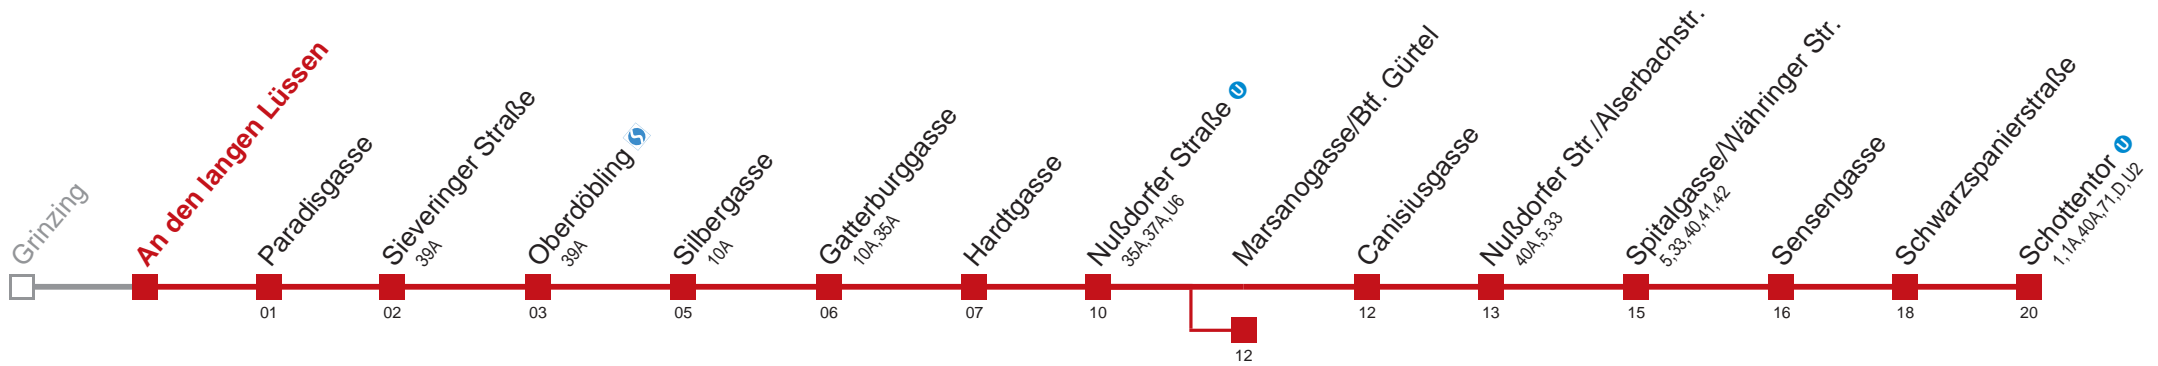 Grinzing
An den langen Lüssen
Paradisgasse
01
Sieveringer Straße
39A
02
Oberdöbling
39A
03
Silbergasse
10A
05
Gatterburggasse
10A,35A
06
Hardtgasse
07
Nußdorfer Straße U
35A,37A,U6
10
Marsanogasse/Btf. Gürtel
12
Canisiusgasse
12
Nußdorfer Str./Alserbachstr.
40A,5,33
13
Spitalgasse/Währinger Str.
5,33,40,41,42
15
Sensengasse
16
Schwarzspanierstraße
18
Schottentor U
1,1A,40A,71,D,U2
20